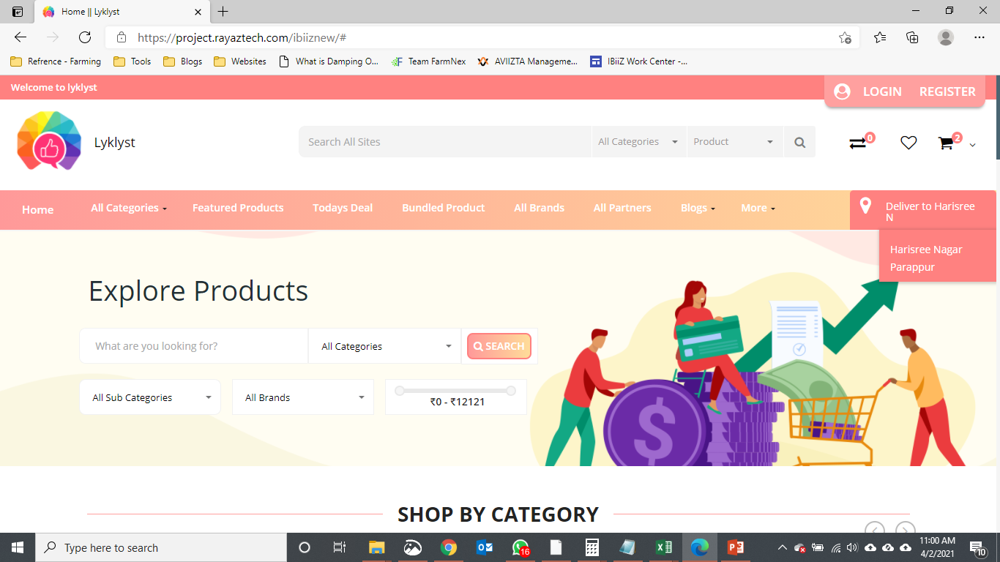 Home || Lyklyst
https://project.rayaztech.com/ibiiznew/#
Refrence - Farming Tools Blogs Websites What is Damping O... Team FarmNex AVIIZTA Manageme... IBiiZ Work Center -...
Welcome to lyklyst
LOGIN REGISTER
Lyklyst
Search All Sites All Categories Product
0 2
Home All Categories Featured Products Todays Deal Bundled Product All Brands All Partners Blogs More
Deliver to Harisree
N
Harisree Nagar
Parappur
Explore Products
What are you looking for? All Categories SEARCH
All Sub Categories All Brands
₹0 - ₹12121
$
SHOP BY CATEGORY
Type here to search
16
11:00 AM
4/2/2021
10